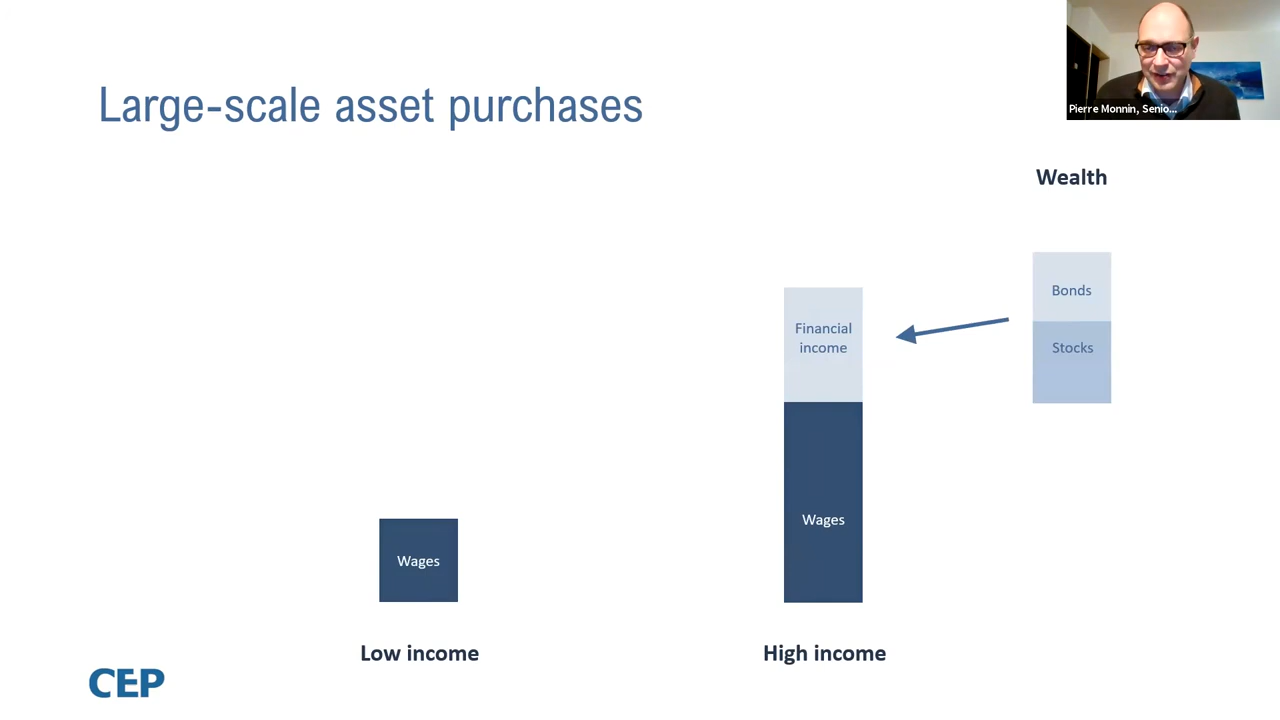 Large-scale asset purchases
Pierre Monnin, Senio...
Wealth
Bonds
Stocks
Financial
income
Wages
Wages
Low income
High income
CEP